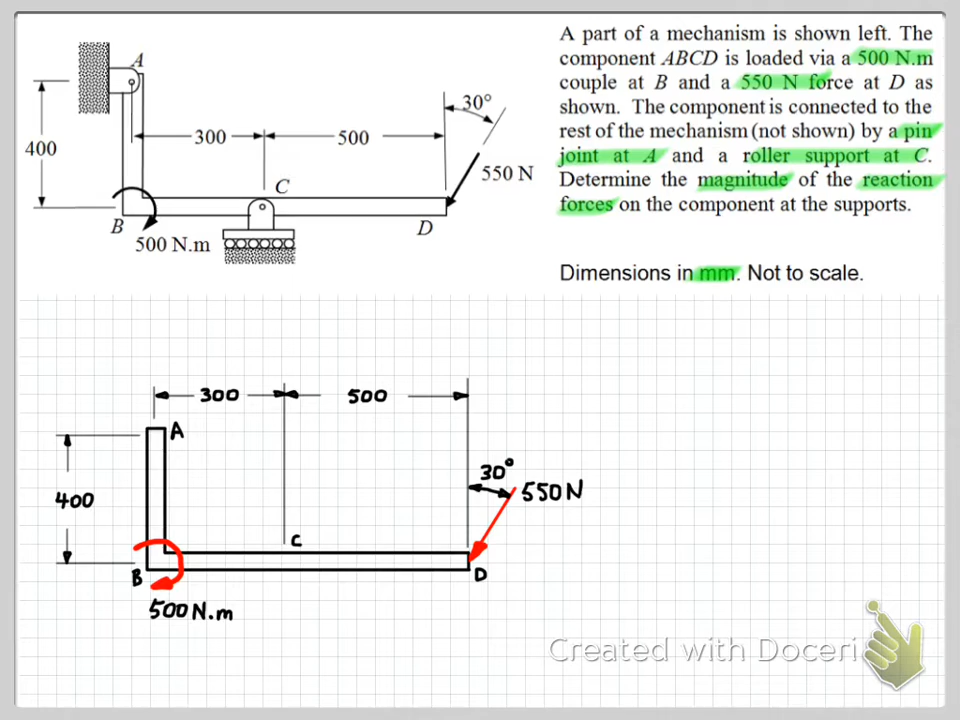 A part of a mechanism is shown left. The
component ABCD is loaded via a 500 N.m
couple at B and a 550 N force at D as
shown. The component is connected to the
rest of the mechanism (not shown) by a pin
joint at A and a roller support at C.
Determine the magnitude of the reaction
forces on the component at the supports.
Dimensions in mm. Not to scale.
A
30°
300
500
400
550 N
C
B
D
500 N.m
300
500
A
30°
550N
400
C
B
D
500N.m
Created with Doceri